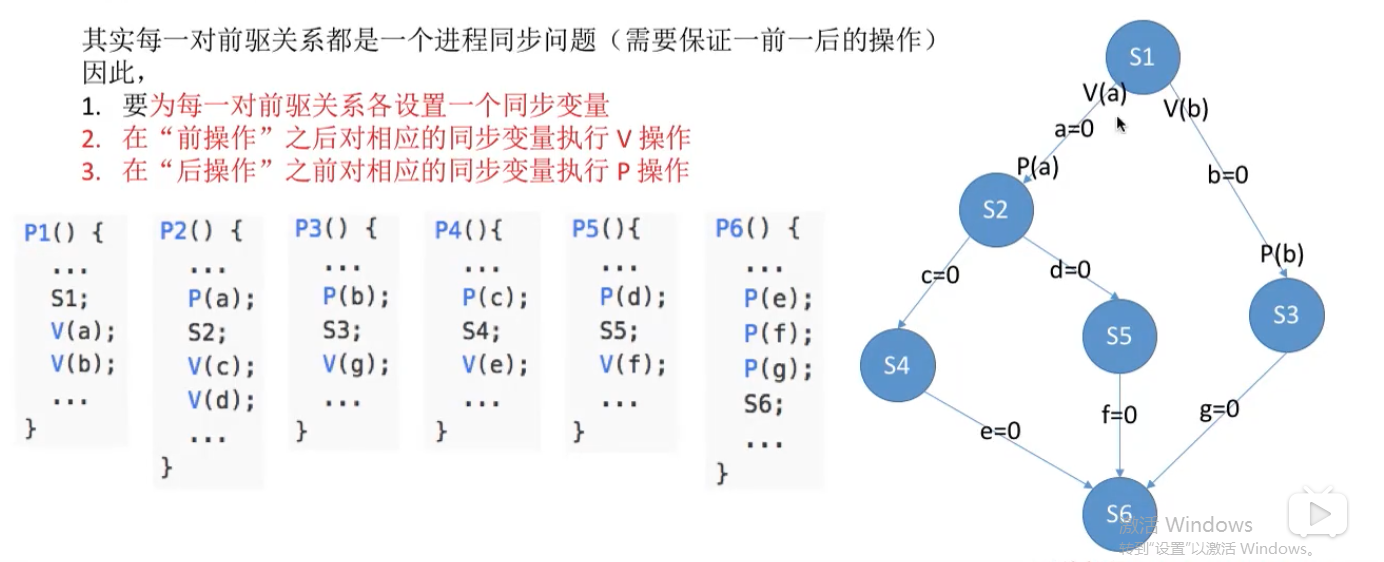 其实每一对前驱关系都是一个进程同步问题（需要保证一前一后的操作）
因此，
1. 要为每一对前驱关系各设置一个同步变量
2. 在“前操作”之后对相应的同步变量执行 V 操作
3. 在“后操作”之前对相应的同步变量执行 P 操作
P1() {
...
S1;
V(a);
V(b);
...
}
P2() {
...
P(a);
S2;
V(c);
V(d);
...
}
P3() {
...
P(b);
S3;
V(g);
...
}
P4(){
...
P(c);
S4;
V(e);
...
}
P5(){
...
P(d);
S5;
V(f);
...
}
P6() {
...
P(e);
P(f);
P(g);
S6;
...
}
S1
V(a)
V(b)
a=0
P(a)
b=0
S2
P(b)
c=0
d=0
S3
S5
S4
f=0
g=0
e=0
S6
激活 Windows
转到“设置”以激活 Windows。